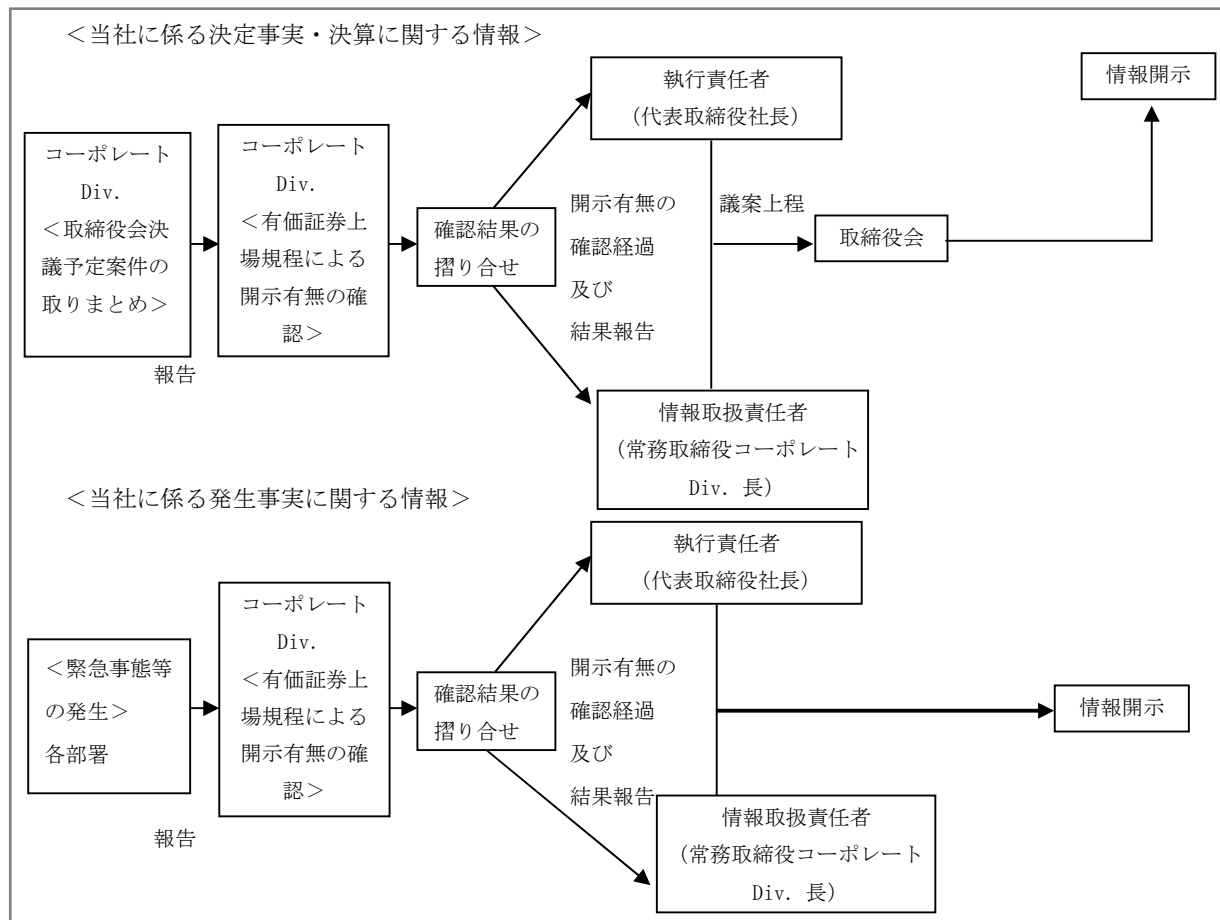 ＜当社に係る決定事実・決算に関する情報＞
コーポレート
Div.
＜取締役会決
議予定案件の
取りまとめ＞
報告
コーポレート
Div.
＜有価証券上
場規程による
開示有無の確
認＞
確認結果の
摺り合せ
執行責任者
（代表取締役社長）
開示有無の
確認経過
及び
結果報告
情報取扱責任者
（常務取締役コーポレート
Div. 長）
議案上程
取締役会
情報開示
＜当社に係る発生事実に関する情報＞
＜緊急事態等
の発生＞
各部署
報告
コーポレート
Div.
＜有価証券上
場規程による
開示有無の確
認＞
確認結果の
摺り合せ
執行責任者
（代表取締役社長）
開示有無の
確認経過
及び
結果報告
情報取扱責任者
（常務取締役コーポレート
Div. 長）
情報開示